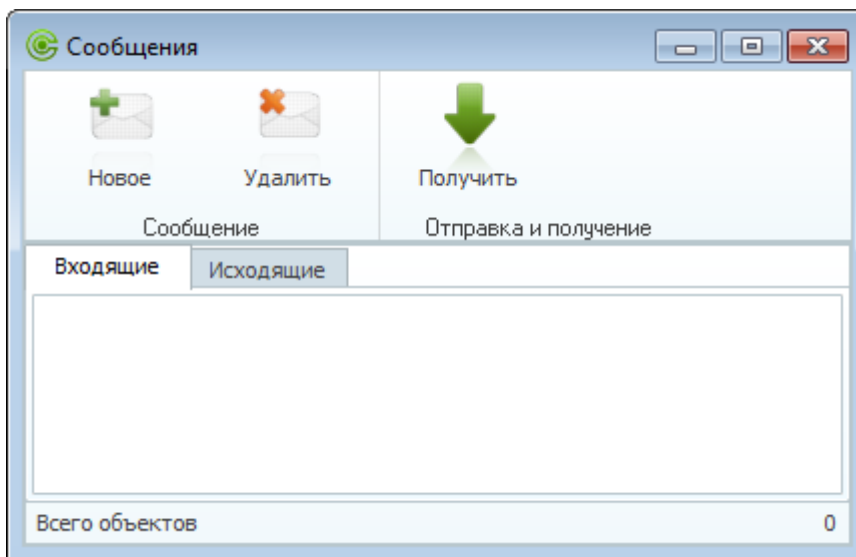 Сообщения
Новое Удалить Получить
Сообщение Отправка и получение
Входящие Исходящие
Всего объектов 0